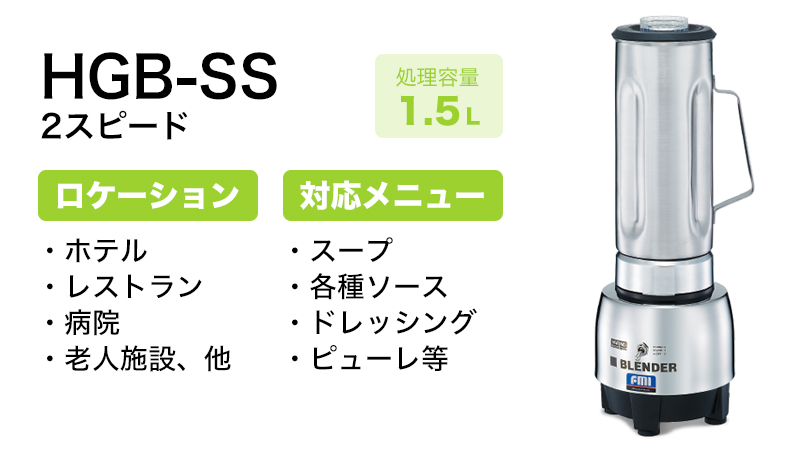 HGB-SS
2スピード
処理容量
1.5L
ロケーション
・ホテル
・レストラン
・病院
・老人施設、他
対応メニュー
・スープ
・各種ソース
・ドレッシング
・ピューレ等
BLENDER
FMI